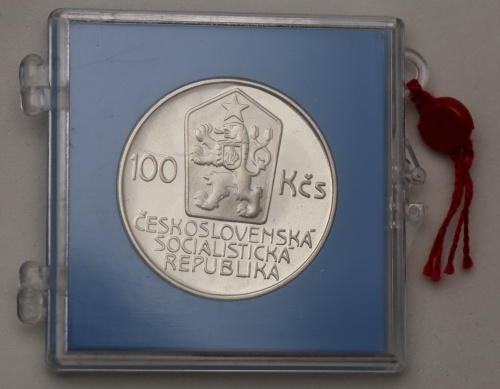 100 Kčs
ČESKOSLOVENSKÁ
SOCIALISTICKÁ
REPUBLIKA